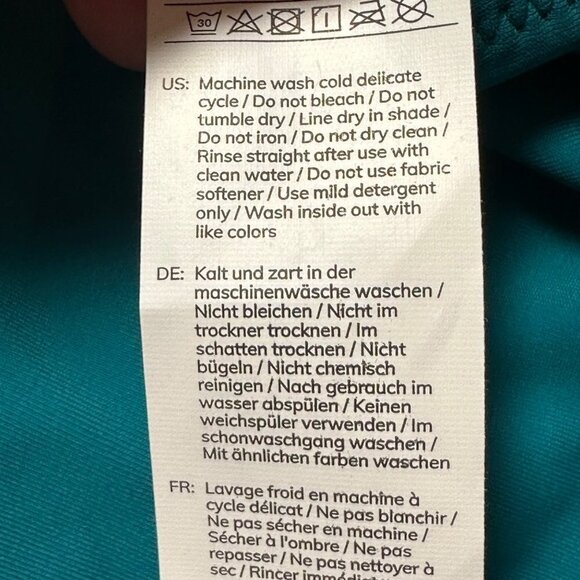 30
US: Machine wash cold delicate
cycle / Do not bleach / Do not
tumble dry / Line dry in shade /
Do not iron / Do not dry clean /
Rinse straight after use with
clean water / Do not use fabric
softener / Use mild detergent
only / Wash inside out with
like colors
DE: Kalt und zart in der
maschinenwäsche waschen /
Nicht bleichen / Nicht im
trockner trocknen / Im
schatten trocknen / Nicht
bügeln / Nicht chemisch
reinigen / Nach gebrauch im
wasser abspülen / Keinen
weichspüler verwenden / Im
schonwaschgang waschen /
Mit ähnlichen farben waschen
FR: Lavage froid en machine à
cycle délicat / Ne pas blanchir /
Ne pas sécher en machine /
Sécher à l'ombre / Ne pas
repasser / Ne pas nettoyer à
sec / Rincer immédiat